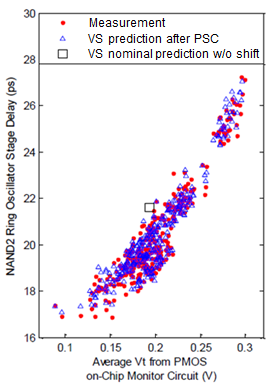 Measurement
VS prediction after PSC
VS nominal prediction w/o shift
NAND2 Ring Oscillator Stage Delay (ps)
30
28
26
24
22
20
18
16
0.1 0.15 0.2 0.25 0.3
Average Vt from PMOS
on-Chip Monitor Circuit (V)